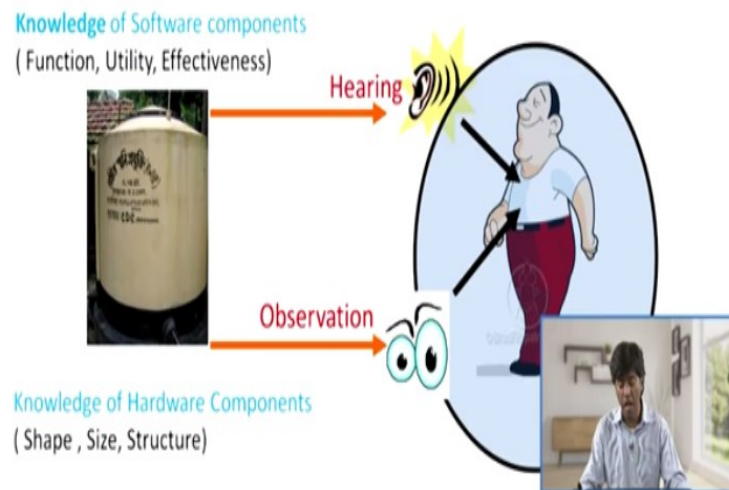 Knowledge of Software components
( Function, Utility, Effectiveness)
Hearing
Observation
Knowledge of Hardware Components
( Shape , Size, Structure)